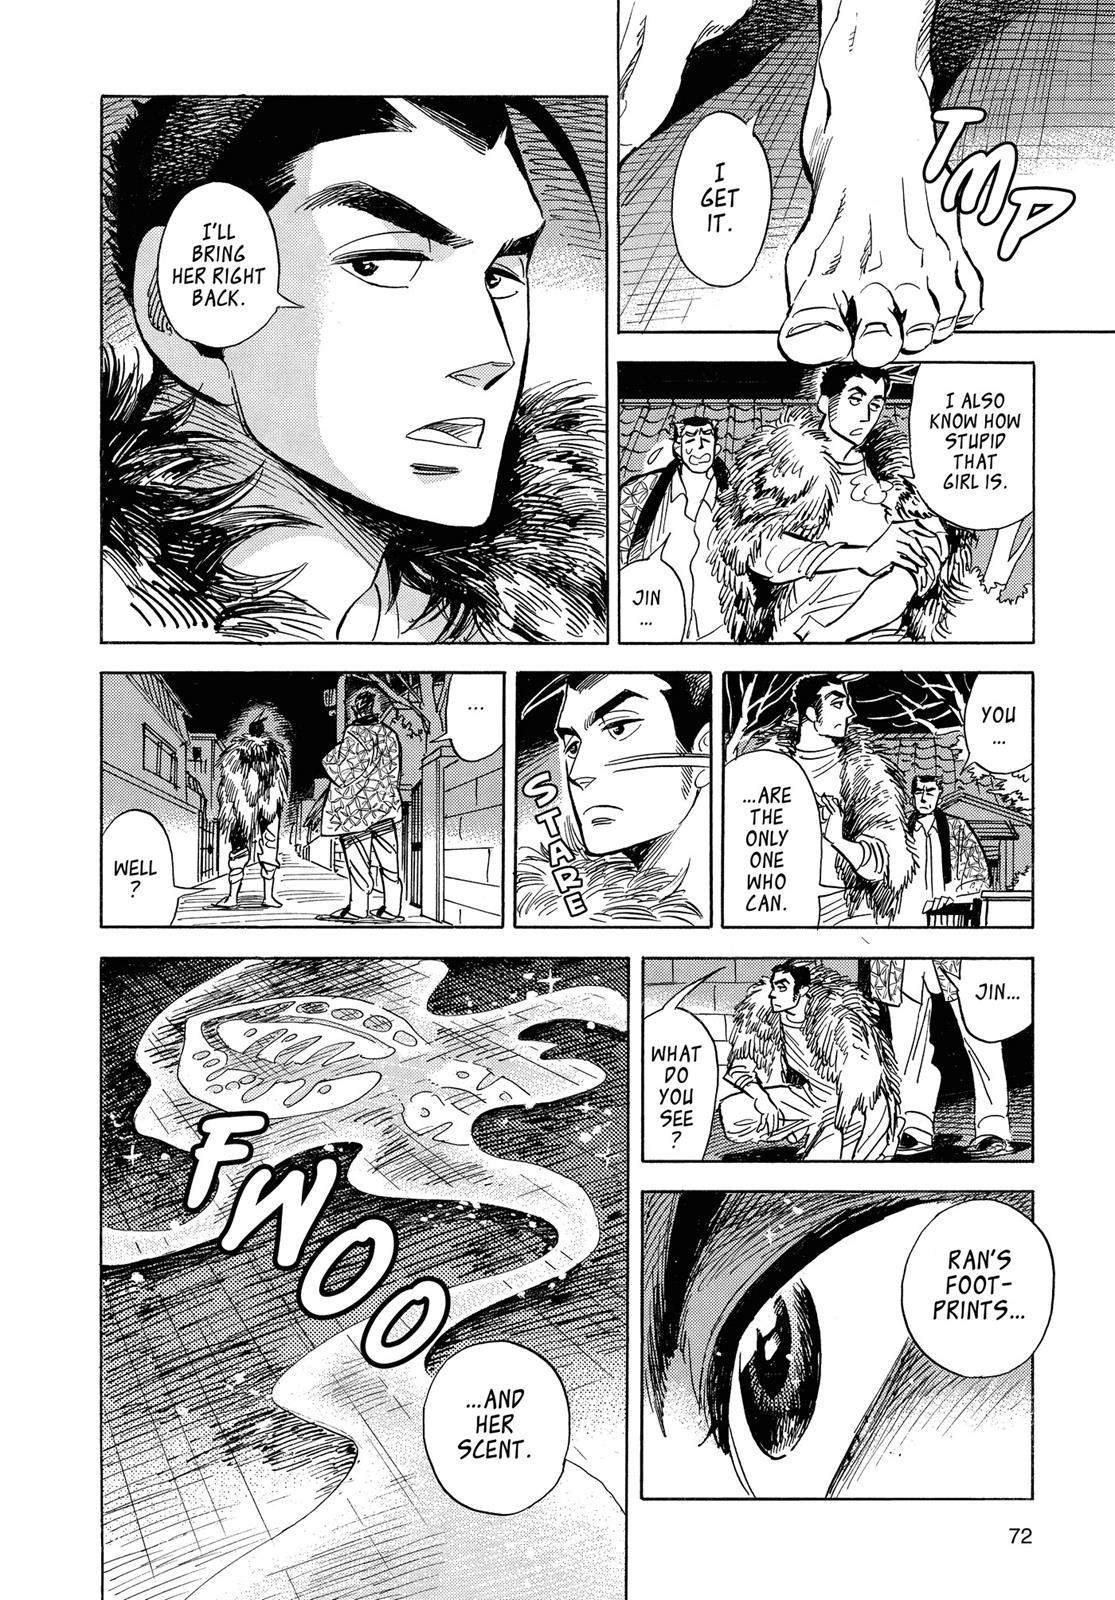 I
GET
IT.
TMP
I'LL
BRING
HER RIGHT
BACK.
I ALSO
KNOW HOW
STUPID
THAT
GIRL IS.
JIN
...
YOU
...
...ARE
THE
ONLY
ONE
WHO
CAN.
STARE
...
WELL
?
JIN...
WHAT
DO
YOU
SEE
?
RAN'S
FOOT-
PRINTS...
FWOO
...AND
HER
SCENT.
72